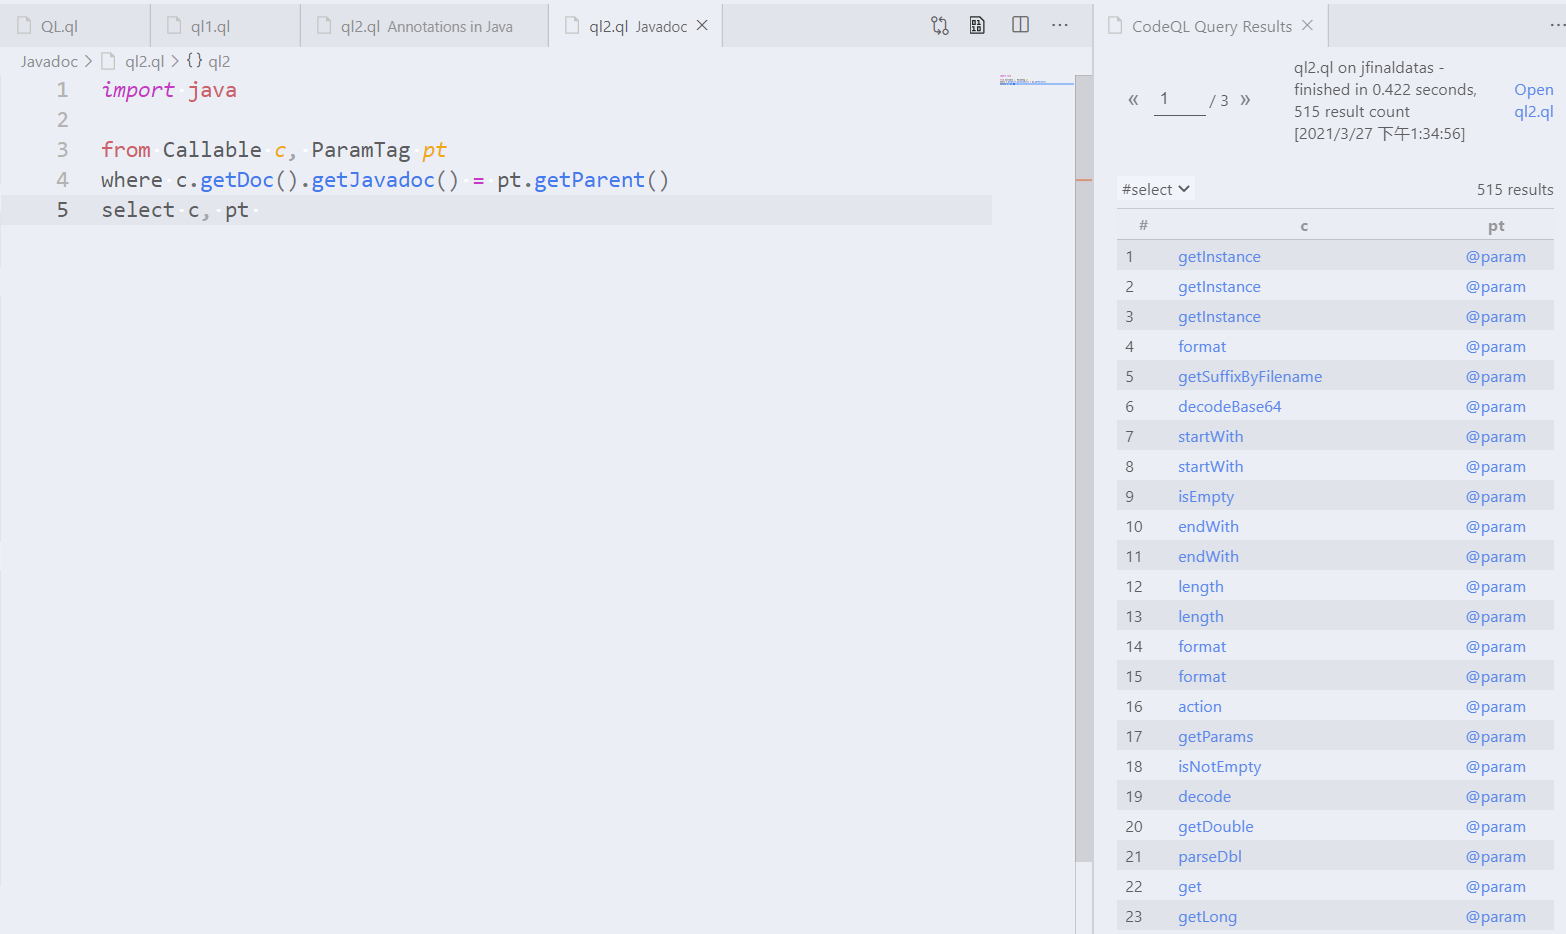 QL.ql
ql1.ql
ql2.ql Annotations in Java
ql2.ql Javadoc
Javadoc > ql2.ql > {} ql2
1 import java
2
3 from Callable c, ParamTag pt
4 where c.getDoc().getJavadoc() = pt.getParent()
5 select c, pt
CodeQL Query Results
« 1 / 3 »
ql2.ql on jfinaldatas -
finished in 0.422 seconds,
515 result count
[2021/3/27 下午1:34:56]
Open
ql2.ql
#select
515 results
# c pt
1 getInstance @param
2 getInstance @param
3 getInstance @param
4 format @param
5 getSuffixByFilename @param
6 decodeBase64 @param
7 startWith @param
8 startWith @param
9 isEmpty @param
10 endWith @param
11 endWith @param
12 length @param
13 length @param
14 format @param
15 format @param
16 action @param
17 getParams @param
18 isNotEmpty @param
19 decode @param
20 getDouble @param
21 parseDbl @param
22 get @param
23 getLong @param